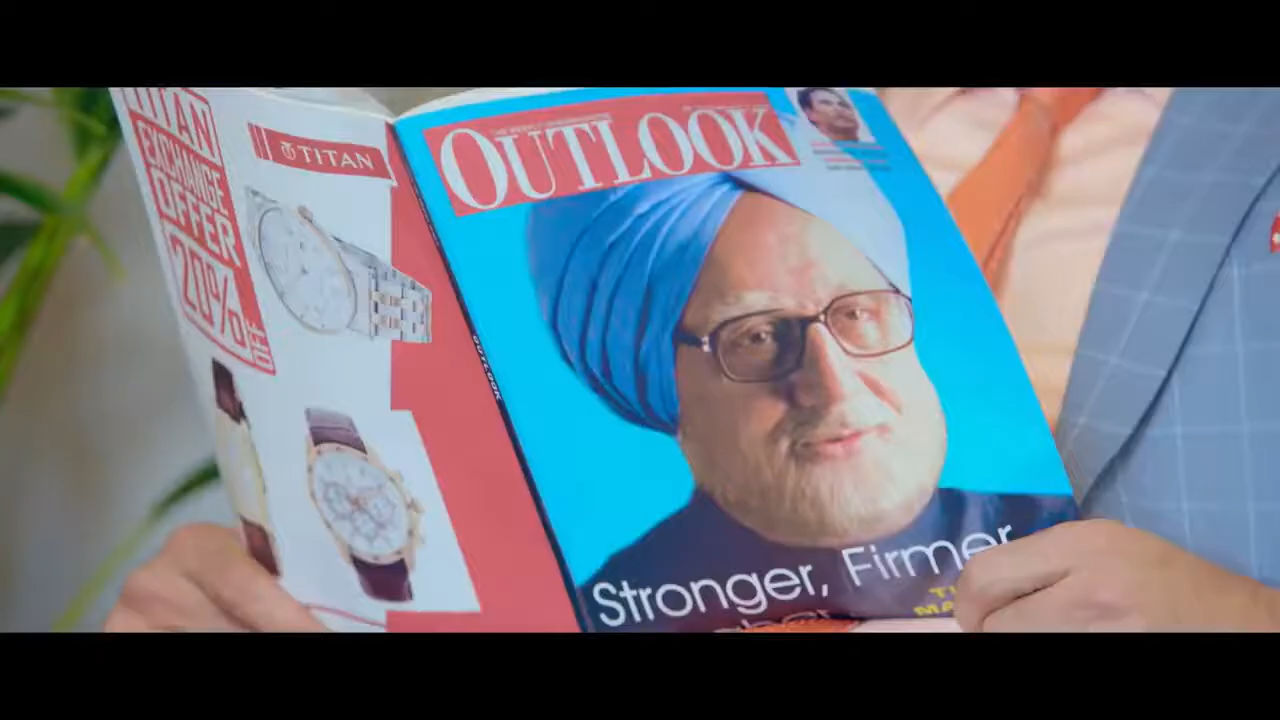 TITAN
EXCHANGE
OFFER
20%
OFF
TITAN
OUTLOOK
OUTLOOK
Stronger, Firmer